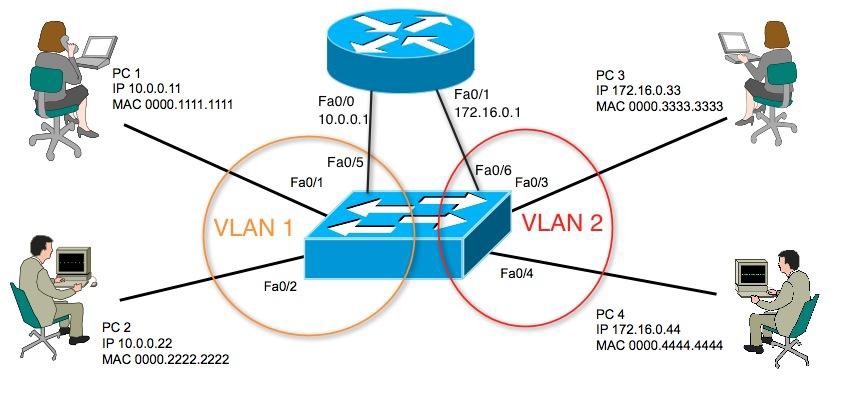 PC 1
IP 10.0.0.11
MAC 0000.1111.1111
Fa0/0
10.0.0.1
Fa0/1
172.16.0.1
PC 3
IP 172.16.0.33
MAC 0000.3333.3333
Fa0/5
Fa0/1
Fa0/6
Fa0/3
VLAN 1
VLAN 2
Fa0/2
Fa0/4
PC 2
IP 10.0.0.22
MAC 0000.2222.2222
PC 4
IP 172.16.0.44
MAC 0000.4444.4444